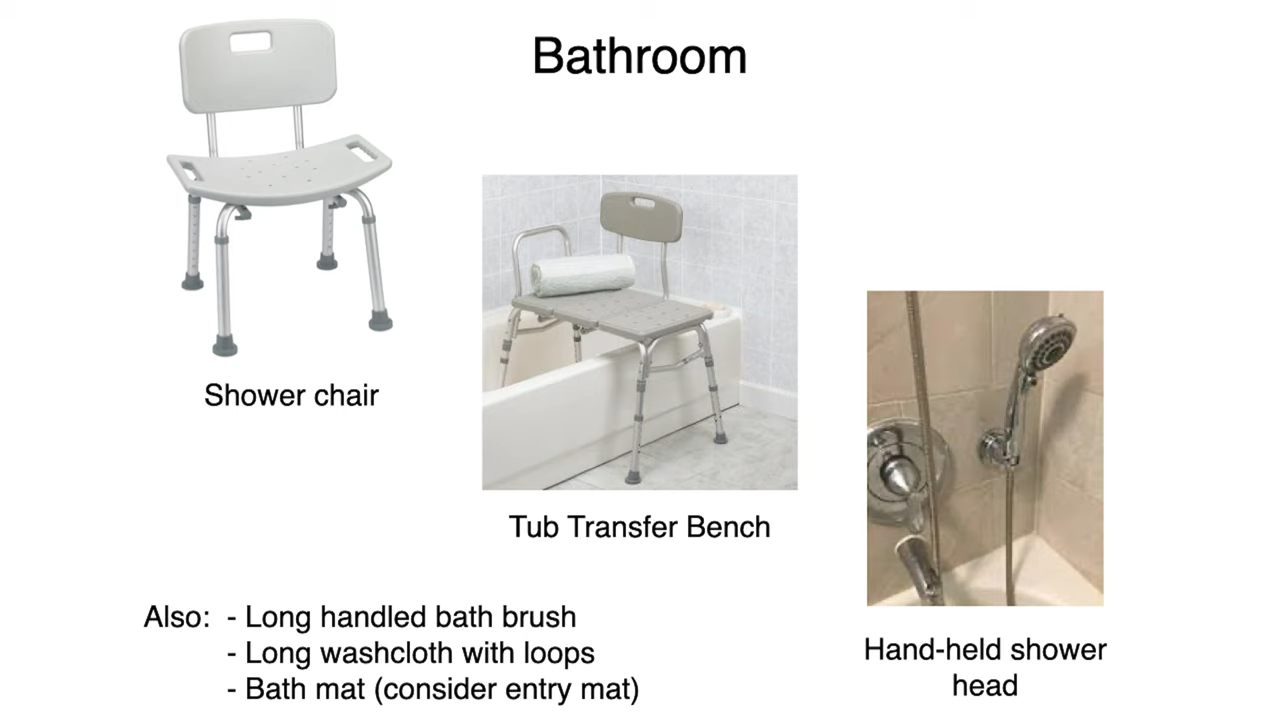 Bathroom
Shower chair
Tub Transfer Bench
Hand-held shower
head
Also: - Long handled bath brush
- Long washcloth with loops
- Bath mat (consider entry mat)